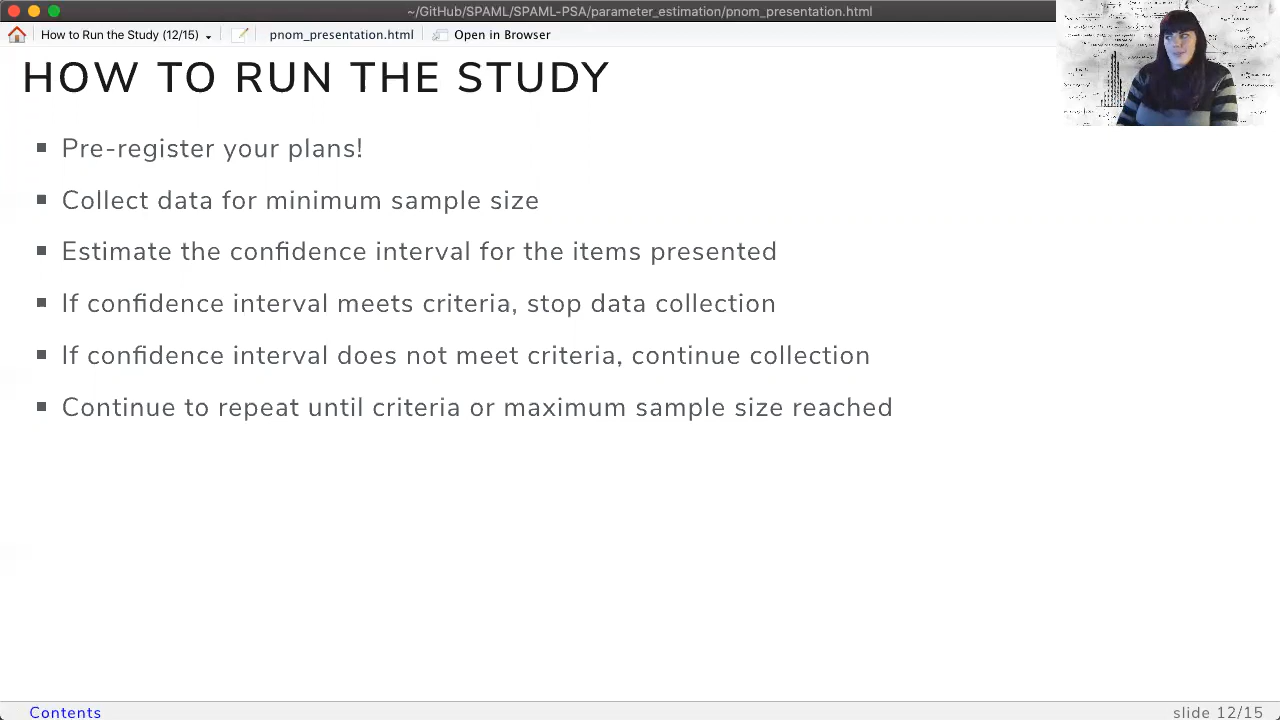 ~/GitHub/SPAML/SPAML-PSA/parameter_estimation/pnom_presentation.html
How to Run the Study (12/15) pnom_presentation.html Open in Browser
HOW TO RUN THE STUDY
Pre-register your plans!
Collect data for minimum sample size
Estimate the confidence interval for the items presented
If confidence interval meets criteria, stop data collection
If confidence interval does not meet criteria, continue collection
Continue to repeat until criteria or maximum sample size reached
Contents
slide 12/15